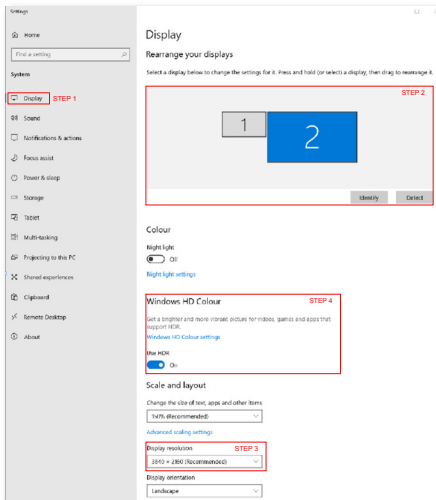 Settings
Home
Find a setting
System
Display STEP 1
Sound
Notifications & actions
Focus assist
Power & sleep
Storage
Tablet
Multi-tasking
Projecting to this PC
Shared experiences
Clipboard
Remote Desktop
About
Display
Rearrange your displays
Select a display below to change the settings for it. Press and hold (or select) a display, then drag to rearrange it.
STEP 2
1 2
Identify Detect
Colour
Night light
Off
Night light settings
Windows HD Colour STEP 4
Get a brighter and more vibrant picture for videos, games and apps that
support HDR.
Windows HD Colour settings
Use HDR
On
Scale and layout
Change the size of text, apps and other items
(Recommended)
Advanced scaling settings
Display resolution STEP 3
3840 × 2160 (Recommended)
Display orientation
Landscape